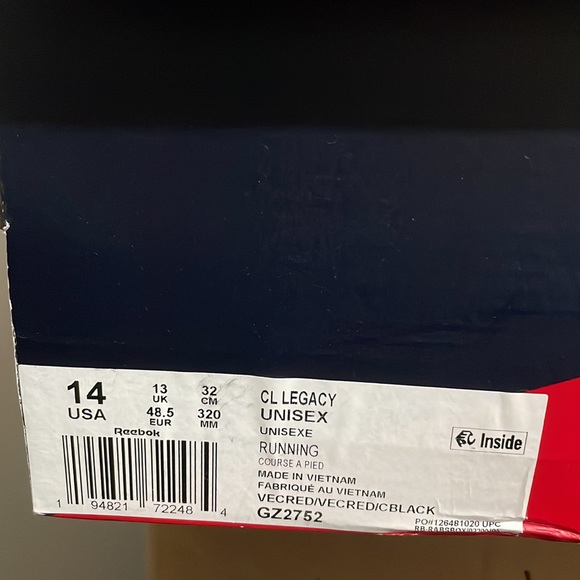 14
USA
13
UK
48.5
EUR
32
CM
320
MM
Reebok
1 94821 72248 4
CL LEGACY
UNISEX
UNISEXE
RUNNING
COURSE A PIED
MADE IN VIETNAM
FABRIQUÉ AU VIETNAM
VECRED/VECRED/CBLACK
GZ2752
Inside
PO#126481020 UPC